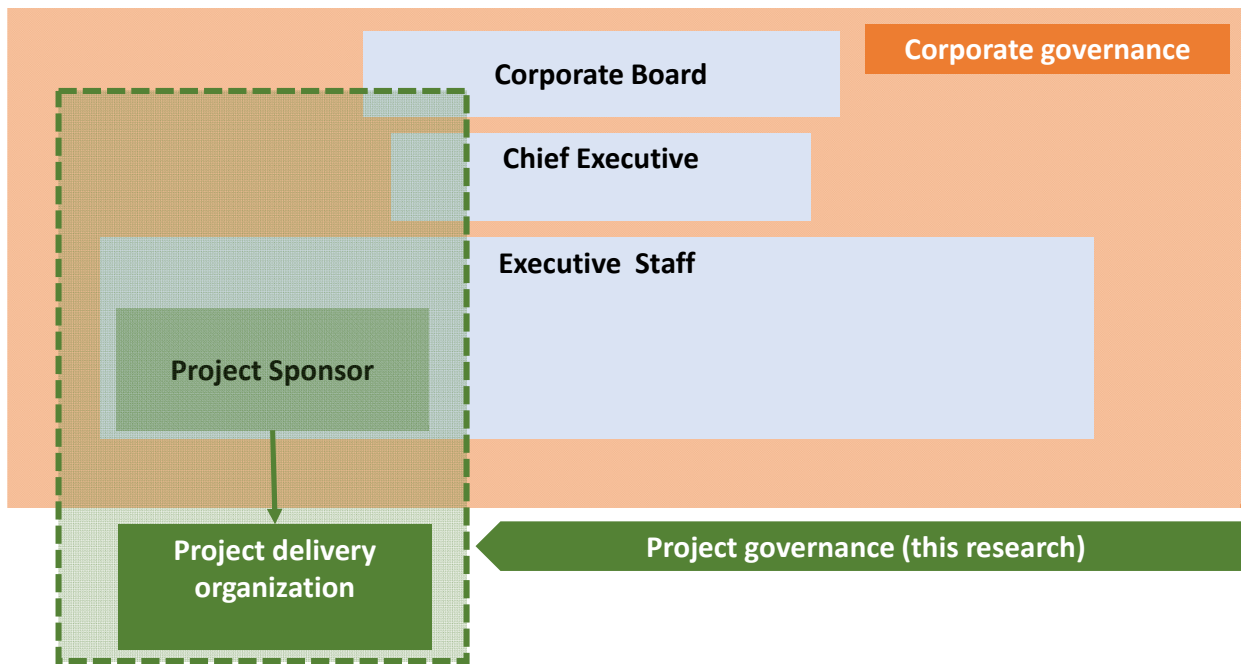 Corporate governance
Corporate Board
Chief Executive
Executive Staff
Project Sponsor
Project delivery
organization
Project governance (this research)